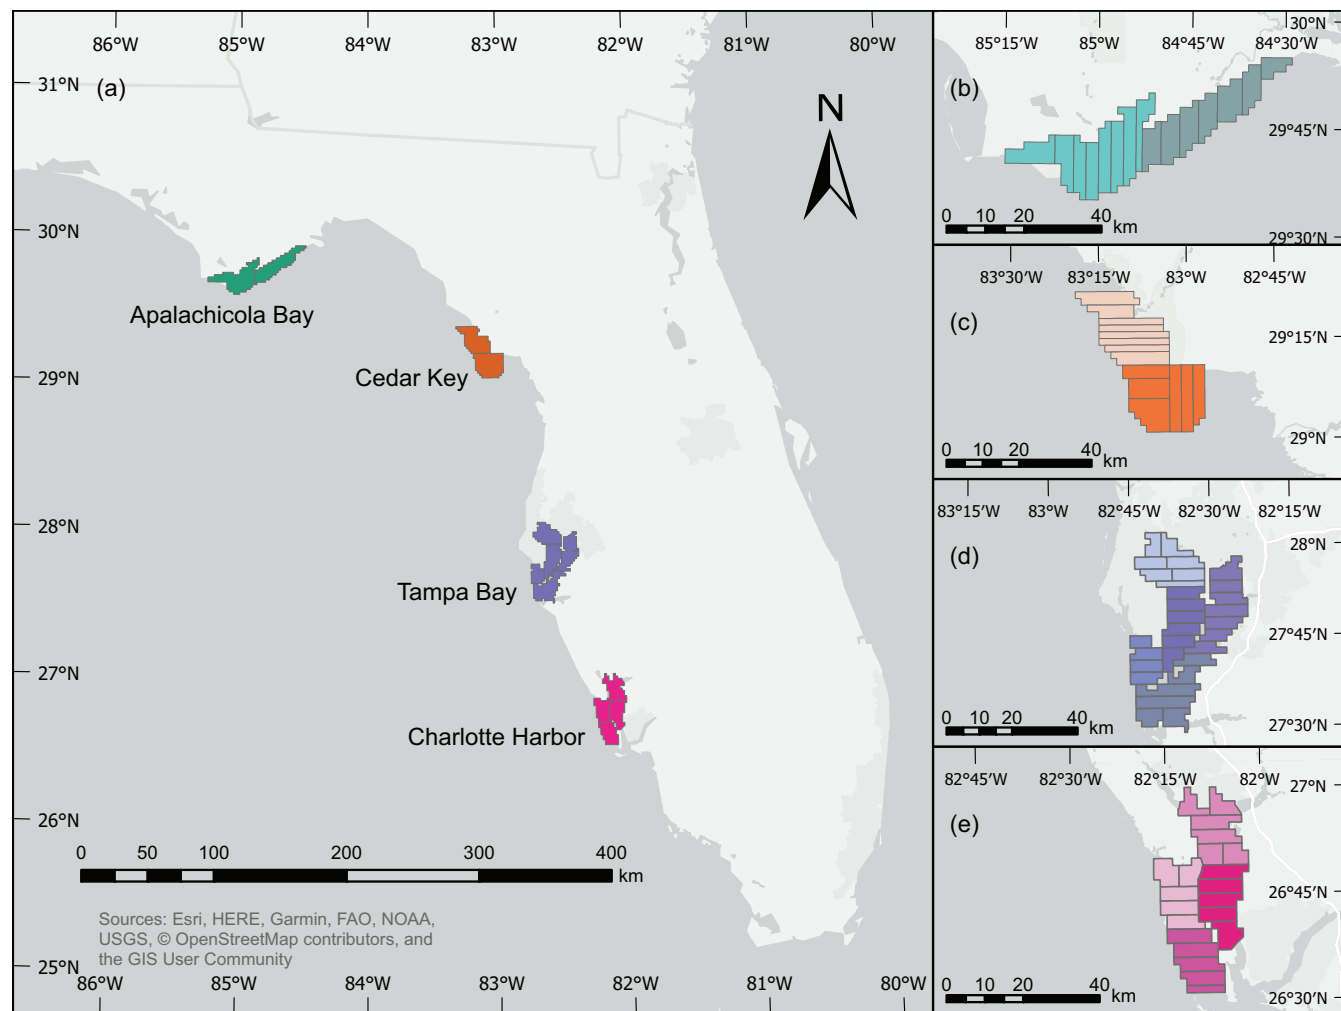 86°W 85°W 84°W 83°W 82°W 81°W 80°W
31°N
(a)
N
30°N
Apalachicola Bay
Cedar Key
29°N
28°N
Tampa Bay
27°N
Charlotte Harbor
26°N
0 50 100 200 300 400
km
Sources: Esri, HERE, Garmin, FAO, NOAA,
USGS, © OpenStreetMap contributors, and
the GIS User Community
25°N
86°W 85°W 84°W 83°W 82°W 81°W 80°W
30°N
85°15'W 85°W 84°45'W 84°30'W
(b)
29°45'N
0 10 20 40
km
29°30'N
83°30'W 83°15'W 83°W 82°45'W
(c)
29°15'N
29°N
0 10 20 40
km
83°15'W 83°W 82°45'W 82°30'W 82°15'W
28°N
(d)
27°45'N
0 10 20 40
km
27°30'N
82°45'W 82°30'W 82°15'W 82°W
27°N
(e)
26°45'N
0 10 20 40
km
26°30'N